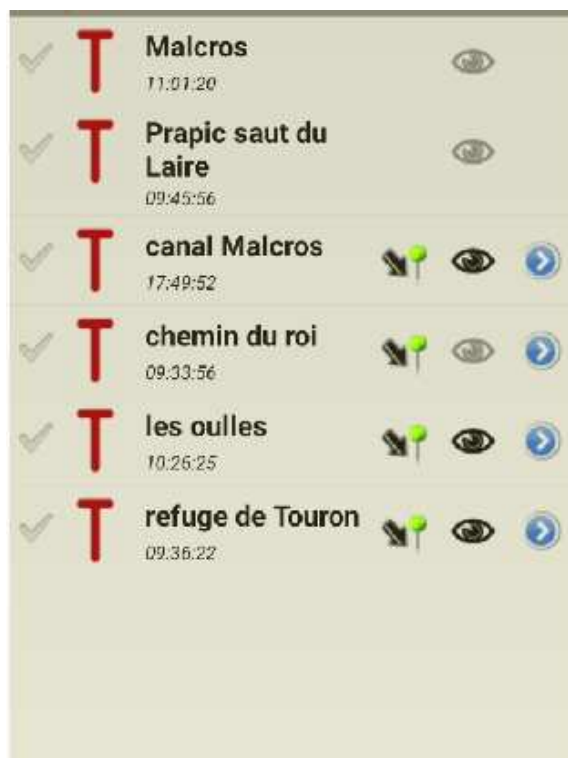 T
Malcros
11:01:20
T
Prapic saut du
Laire
09:45:56
T
canal Malcros
17:49:52
T
chemin du roi
09:33:56
T
les oulles
10:26:25
T
refuge de Touron
09:36:22